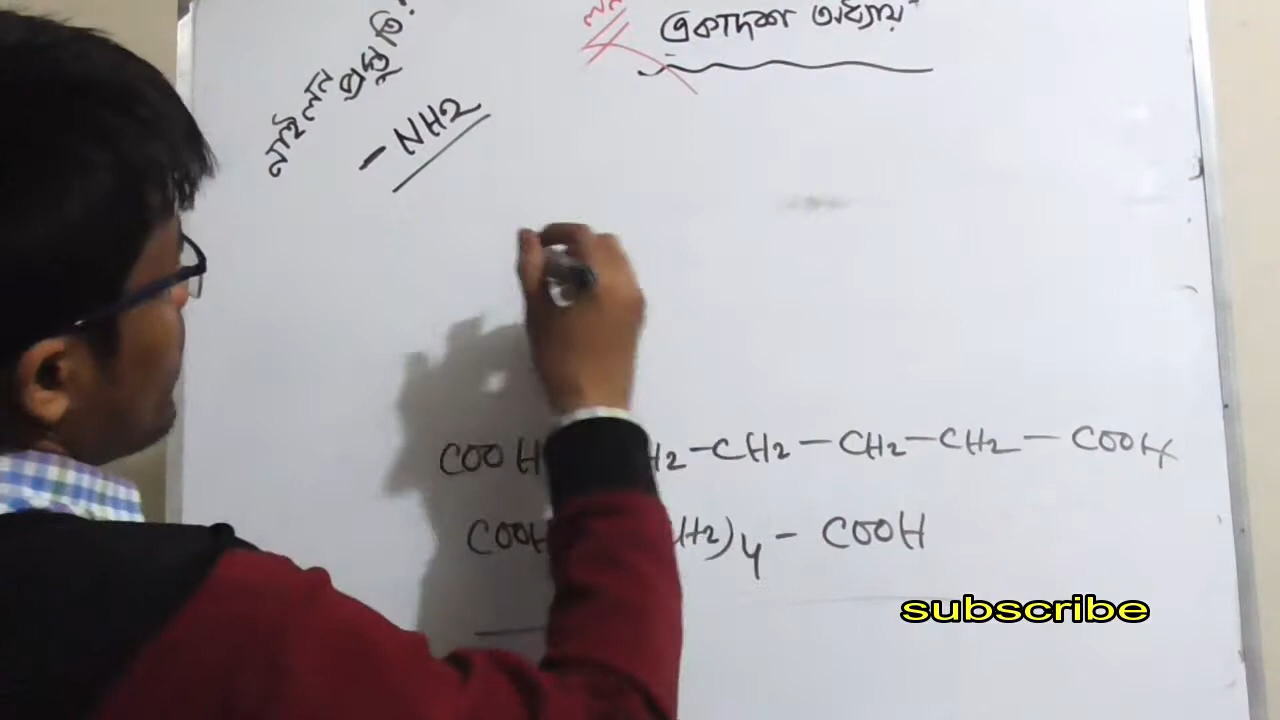 একাদশ অধ্যায়
নাইলন প্রস্তুতি:
- NH2
COOH H2-CH2-CH2-CH2-COOH
COOH H2)4-COOH
subscribe